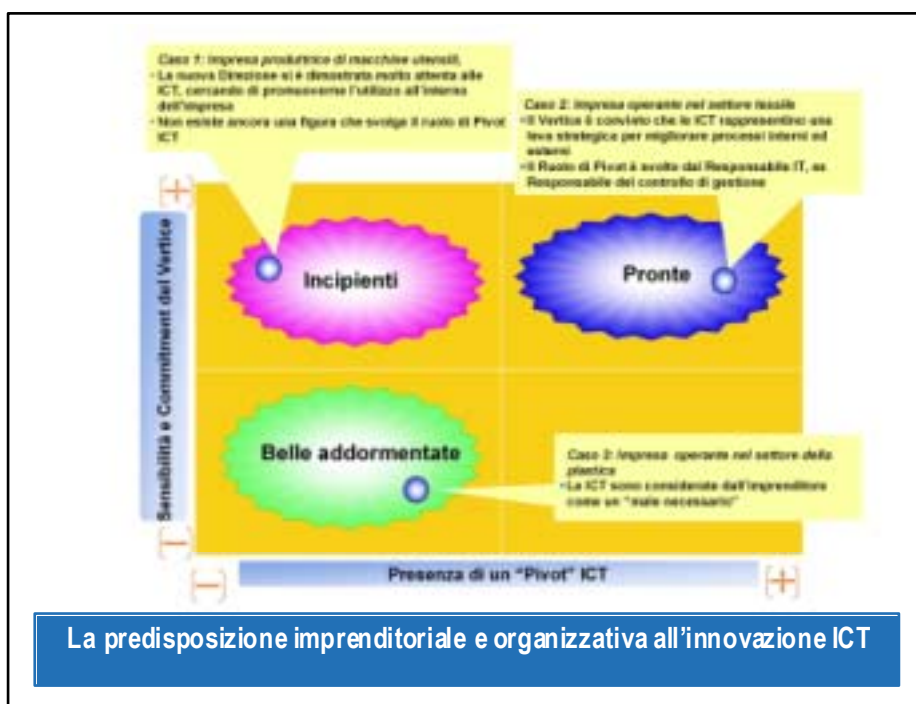 Caso 1: Impresa produttrice di macchine utensili,
• La nuova Direzione si è dimostrata molto attenta alle
ICT, cercando di promuoverne l'utilizzo all'interno
dell'impresa
• Non esiste ancora una figura che svolga il ruolo di Pivot
ICT
Caso 2: Impresa operante nel settore tessile
• Il Vertice è convinto che le ICT rappresentino una
leva strategica per migliorare processi interni ed
esterni
• Il Ruolo di Pivot è svolto dal Responsabile IT, ex
Responsabile del controllo di gestione
[+]
Sensibilità e Commitment del Vertice
[–]
Incipienti
Pronte
Belle addormentate
Caso 3: Impresa operante nel settore della
plastica
• La ICT sono considerate dall'imprenditore
come un "male necessario"
[–]
Presenza di un "Pivot" ICT
[+]
La predisposizione imprenditoriale e organizzativa all'innovazione ICT